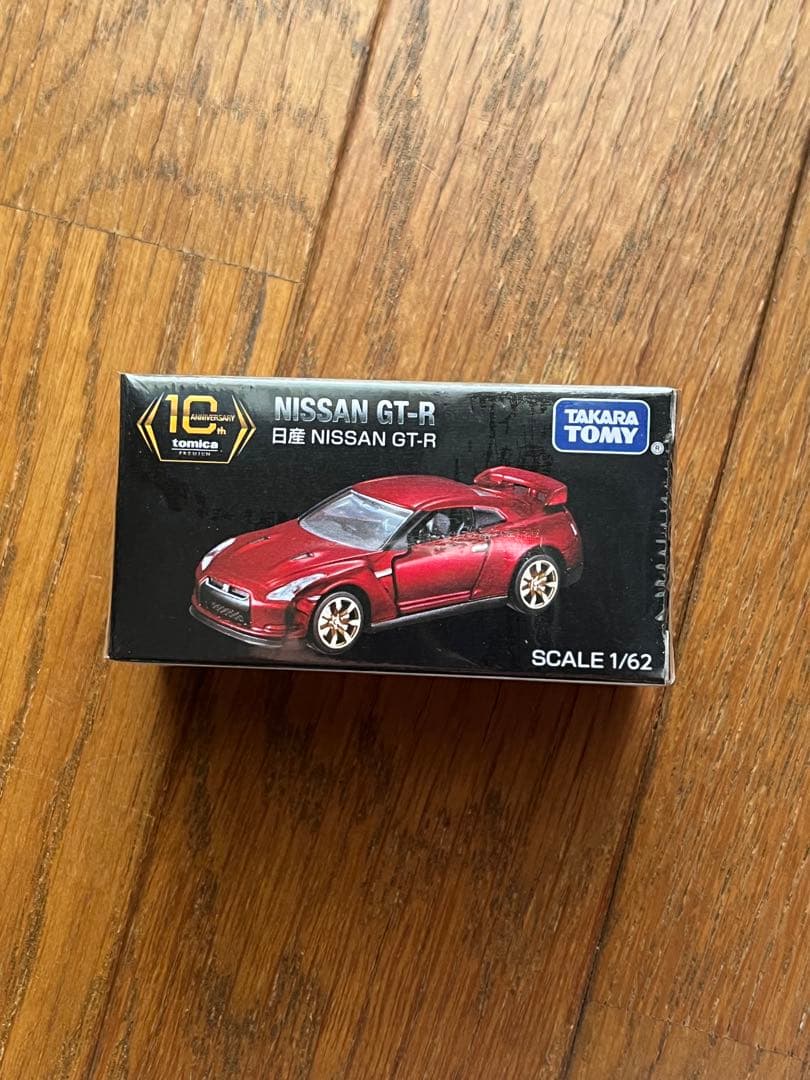 10th
ANNIVERSARY
tomica
PREMIUM
NISSAN GT-R
日産 NISSAN GT-R
TAKARA
TOMY
®
SCALE 1/62